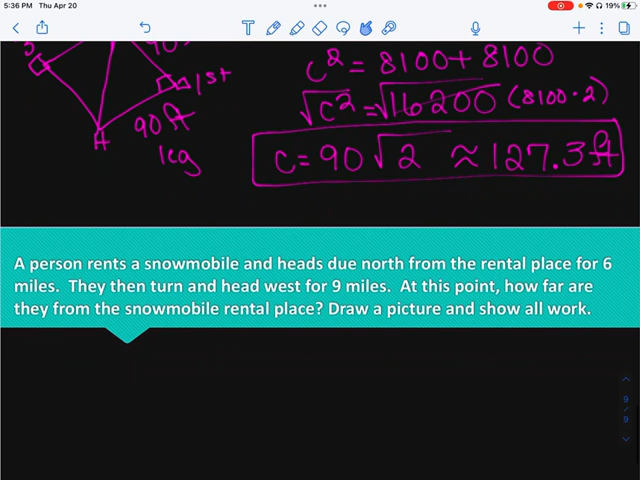 5:36 PM Thu Apr 20
19%
90
1st
90 ft
H
leg
c² = 8100 + 8100
√c² = √16200 (8100·2)
c = 90√2 ≈ 127.3 ft
A person rents a snowmobile and heads due north from the rental place for 6
miles. They then turn and head west for 9 miles. At this point, how far are
they from the snowmobile rental place? Draw a picture and show all work.
9
/
9